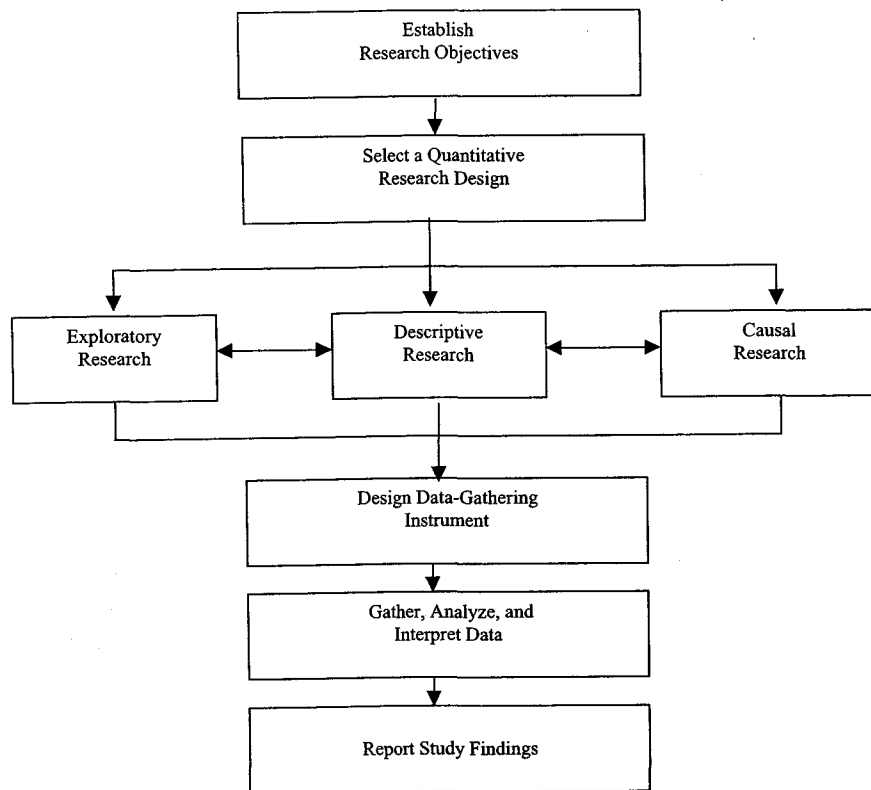 Establish
Research Objectives
Select a Quantitative
Research Design
Exploratory
Research
Descriptive
Research
Causal
Research
Design Data-Gathering
Instrument
Gather, Analyze, and
Interpret Data
Report Study Findings